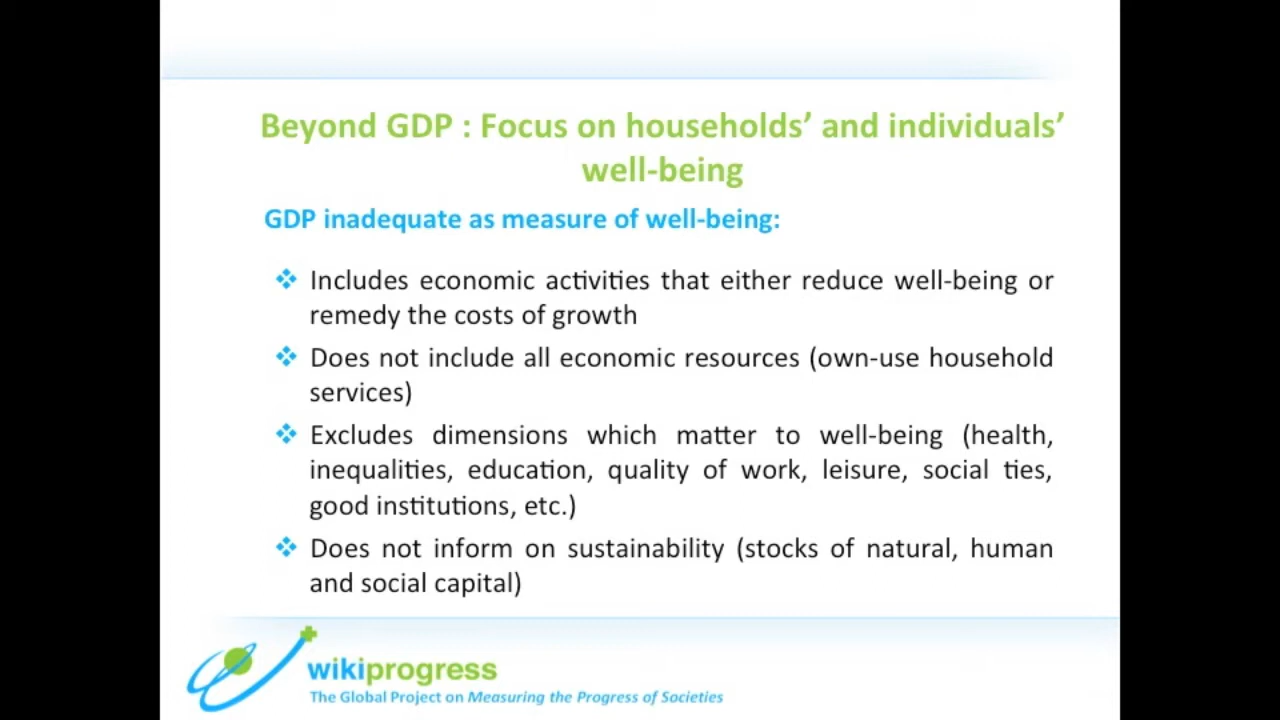 Beyond GDP : Focus on households’ and individuals’
well-being
GDP inadequate as measure of well-being:
❖ Includes economic activities that either reduce well-being or
remedy the costs of growth
❖ Does not include all economic resources (own-use household
services)
❖ Excludes dimensions which matter to well-being (health,
inequalities, education, quality of work, leisure, social ties,
good institutions, etc.)
❖ Does not inform on sustainability (stocks of natural, human
and social capital)
wikiprogress
The Global Project on Measuring the Progress of Societies